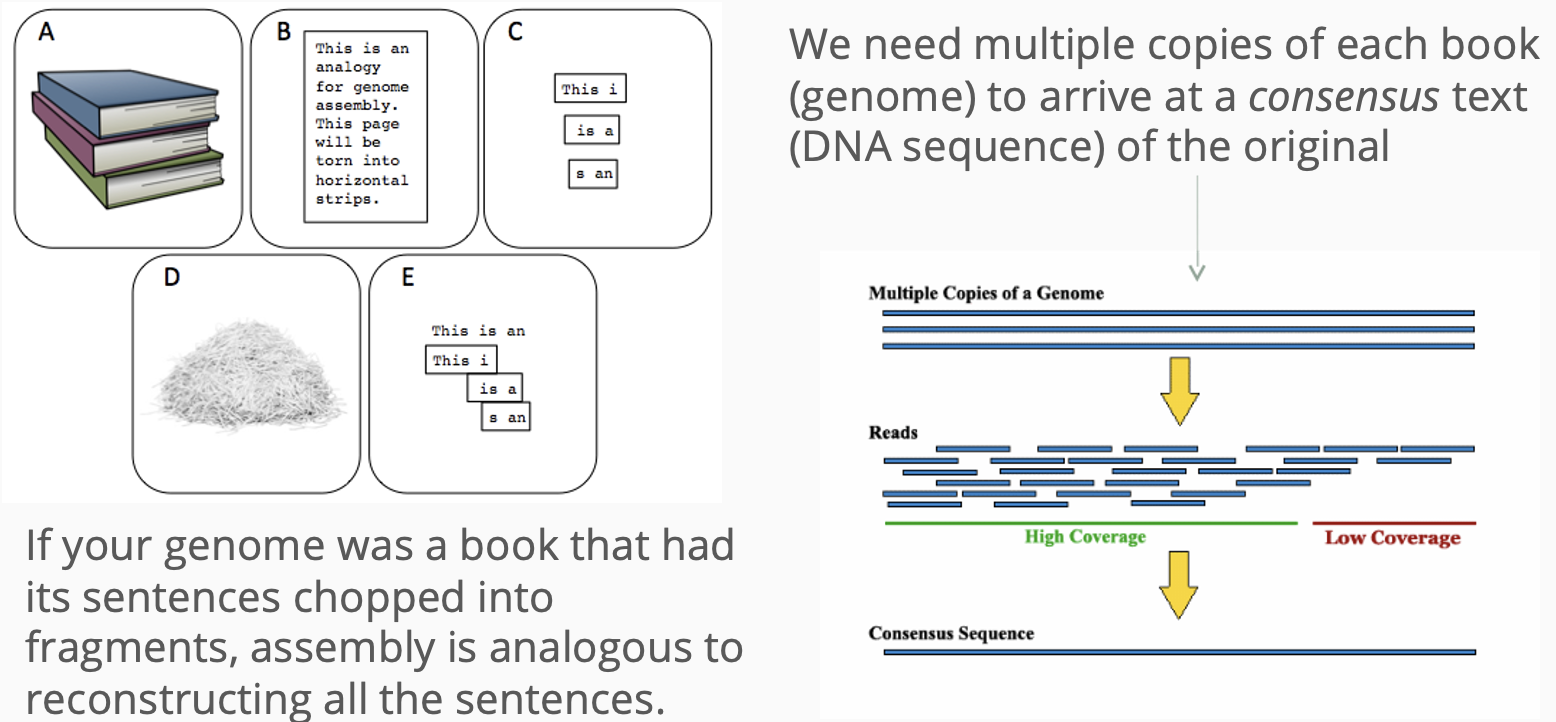 A
B
This is an
analogy
for genome
assembly.
This page
will be
torn into
horizontal
strips.
C
This i
is a
s an
D
E
This is an
This i
is a
s an
If your genome was a book that had
its sentences chopped into
fragments, assembly is analogous to
reconstructing all the sentences.
We need multiple copies of each book
(genome) to arrive at a consensus text
(DNA sequence) of the original
Multiple Copies of a Genome
Reads
High Coverage
Low Coverage
Consensus Sequence